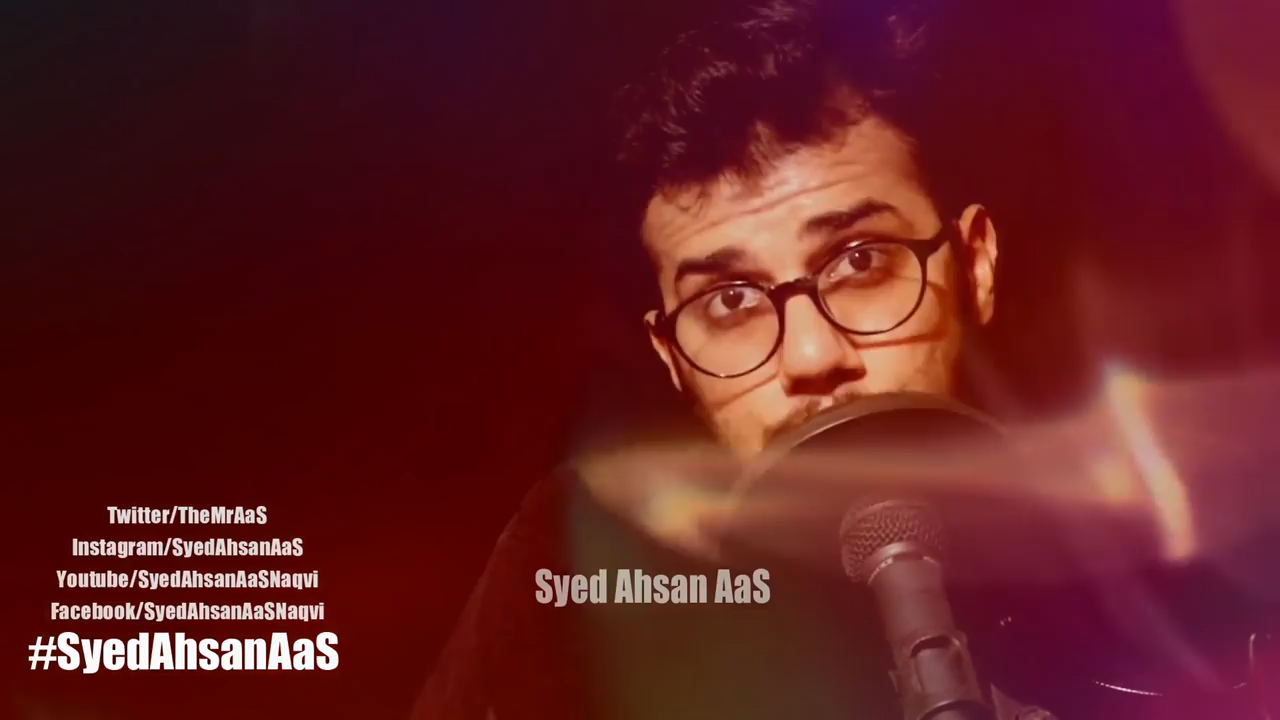 Twitter/TheMrAaS
Instagram/SyedAhsanAaS
Youtube/SyedAhsanAaSNaqvi
Facebook/SyedAhsanAaSNaqvi
#SyedAhsanAaS
Syed Ahsan AaS